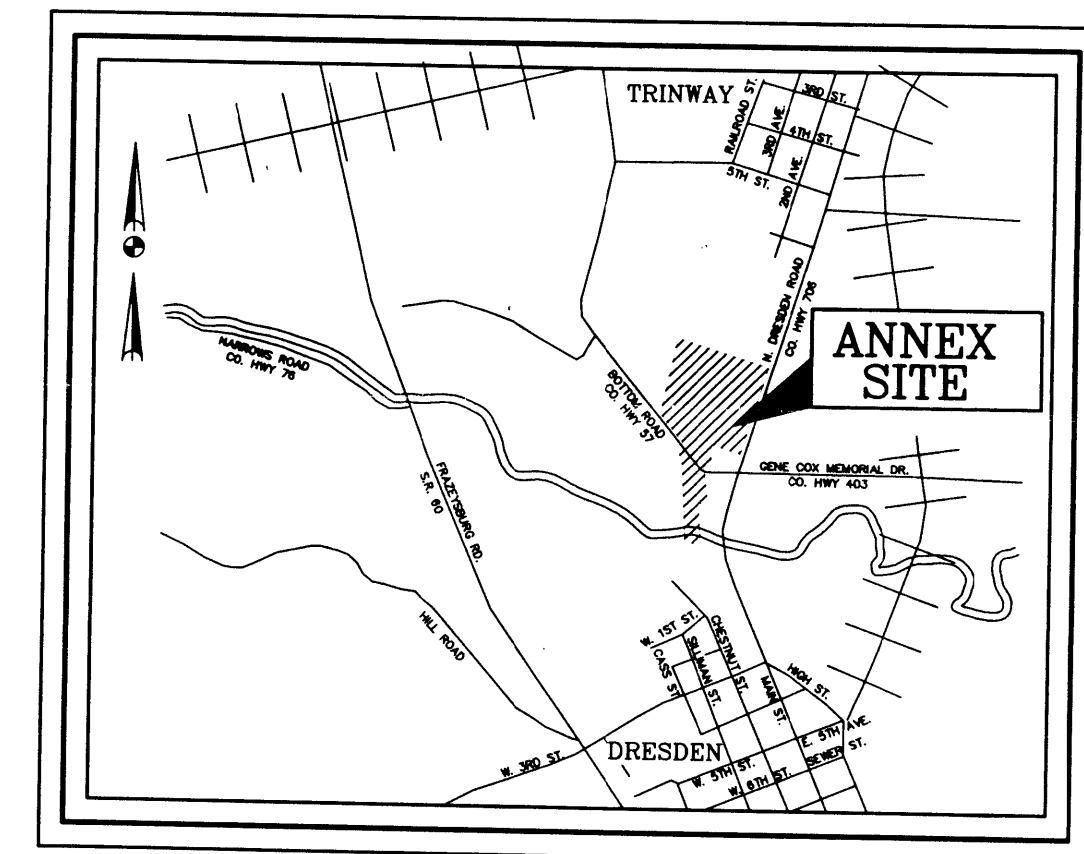 TRINWAY
RAILROAD ST.
3RD AVE.
3RD ST.
4TH ST.
5TH ST.
2ND AVE.
N. DRESDEN ROAD
CO. HWY 706
ANNEX
SITE
NARROWS ROAD
CO. HWY 76
BOTTOM ROAD
CO. HWY 57
GENE COX MEMORIAL DR.
CO. HWY 403
FRAZEYSBURG RD.
S.R. 60
HILL ROAD
W. 1ST ST.
CASS ST.
SILLIMAN ST.
CHESTNUT ST.
MAIN ST.
HIGH ST.
E. 5TH AVE.
SEWER ST.
DRESDEN
W. 3RD ST.
W. 5TH ST.
W. 6TH ST.